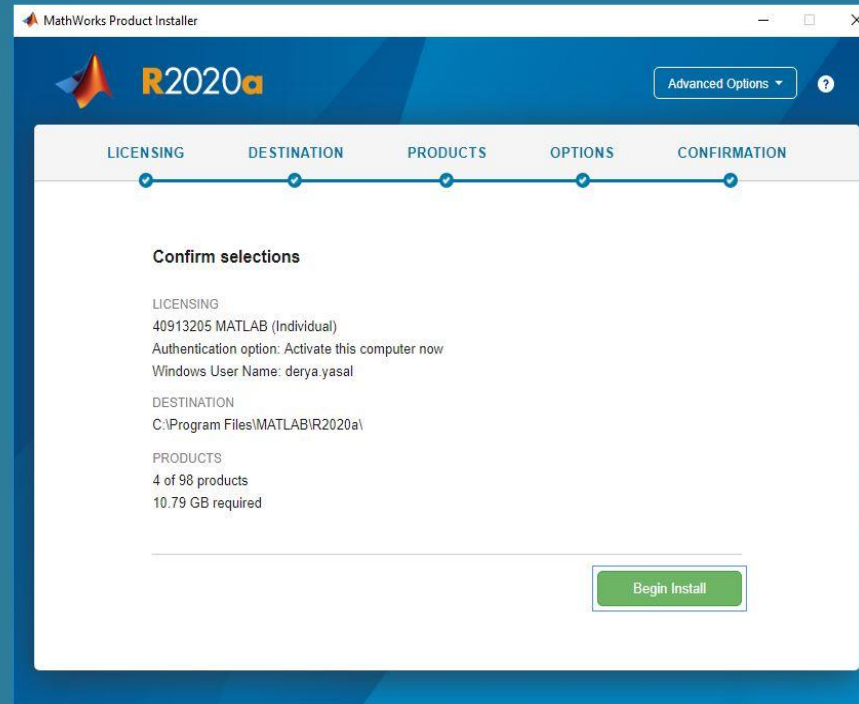 MathWorks Product Installer
R2020a
Advanced Options
?
LICENSING DESTINATION PRODUCTS OPTIONS CONFIRMATION
Confirm selections
LICENSING
40913205 MATLAB (Individual)
Authentication option: Activate this computer now
Windows User Name: derya.yasal
DESTINATION
C:\Program Files\MATLAB\R2020a\
PRODUCTS
4 of 98 products
10.79 GB required
Begin Install